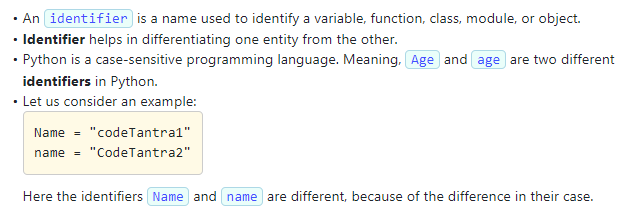 • An identifier is a name used to identify a variable, function, class, module, or object.
• Identifier helps in differentiating one entity from the other.
• Python is a case-sensitive programming language. Meaning, Age and age are two different
identifiers in Python.
• Let us consider an example:
Name = "codeTantra1"
name = "CodeTantra2"
Here the identifiers Name and name are different, because of the difference in their case.